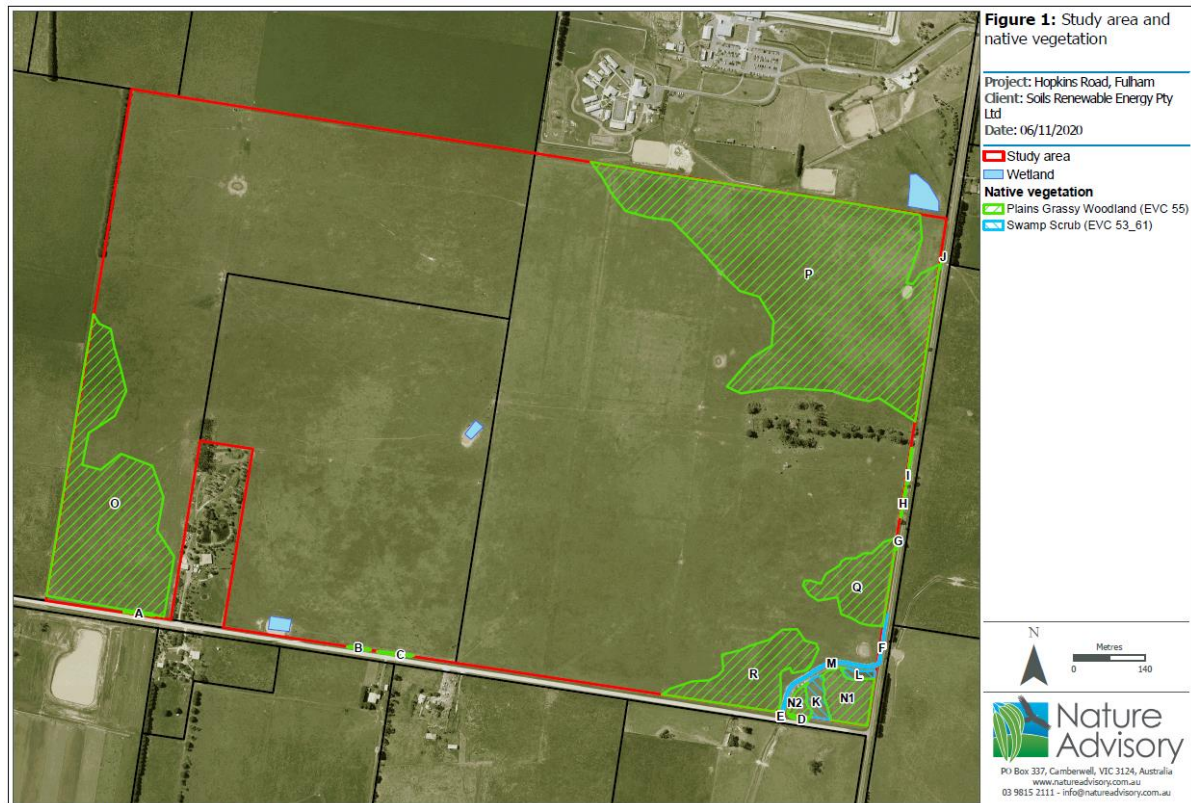 Figure 1: Study area and
native vegetation
Project: Hopkins Road, Fulham
Client: Soils Renewable Energy Pty
Ltd
Date: 06/11/2020
Study area
Wetland
Native vegetation
Plains Grassy Woodland (EVC 55)
Swamp Scrub (EVC 53_61)
P
J
I
H
G
Q
F
O
A
B
C
R
M
L
N2
K
N1
E
D
N
Metres
0
140
Nature
Advisory
PO Box 337, Camberwell, VIC 3124, Australia
www.natureadvisory.com.au
03 9815 2111 - info@natureadvisory.com.au